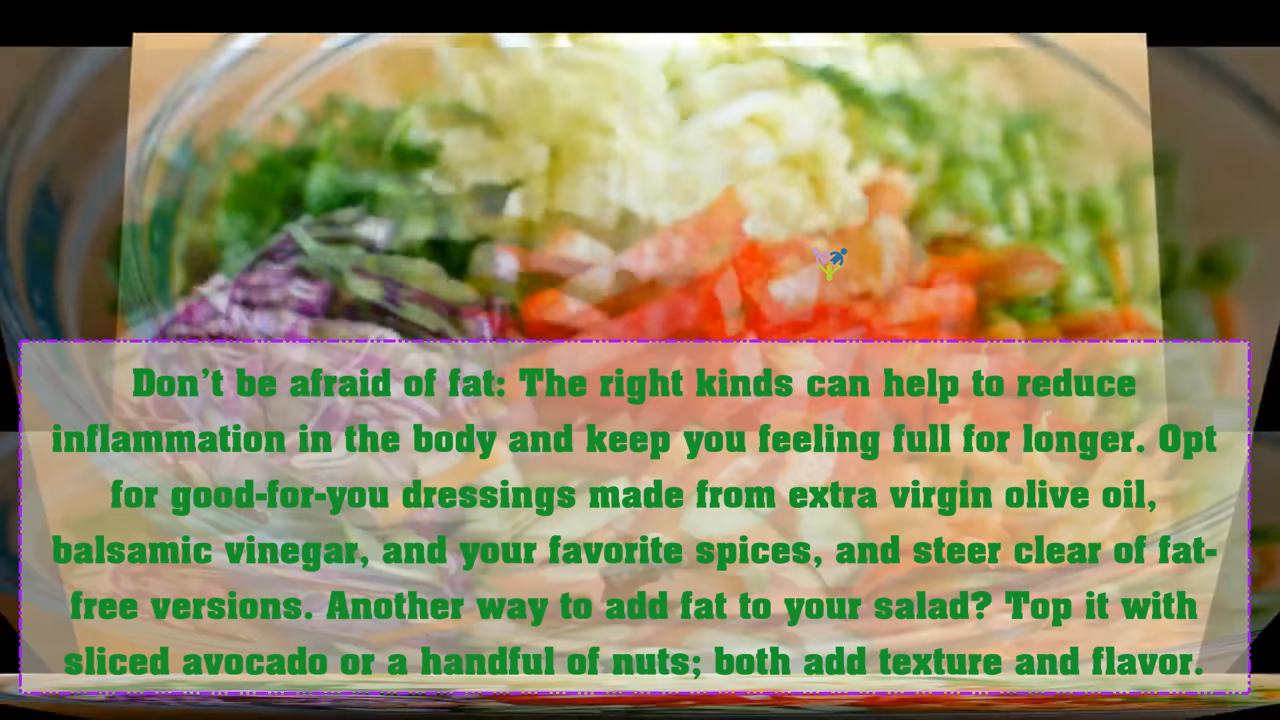 Don’t be afraid of fat: The right kinds can help to reduce
inflammation in the body and keep you feeling full for longer. Opt
for good-for-you dressings made from extra virgin olive oil,
balsamic vinegar, and your favorite spices, and steer clear of fat-
free versions. Another way to add fat to your salad? Top it with
sliced avocado or a handful of nuts; both add texture and flavor.